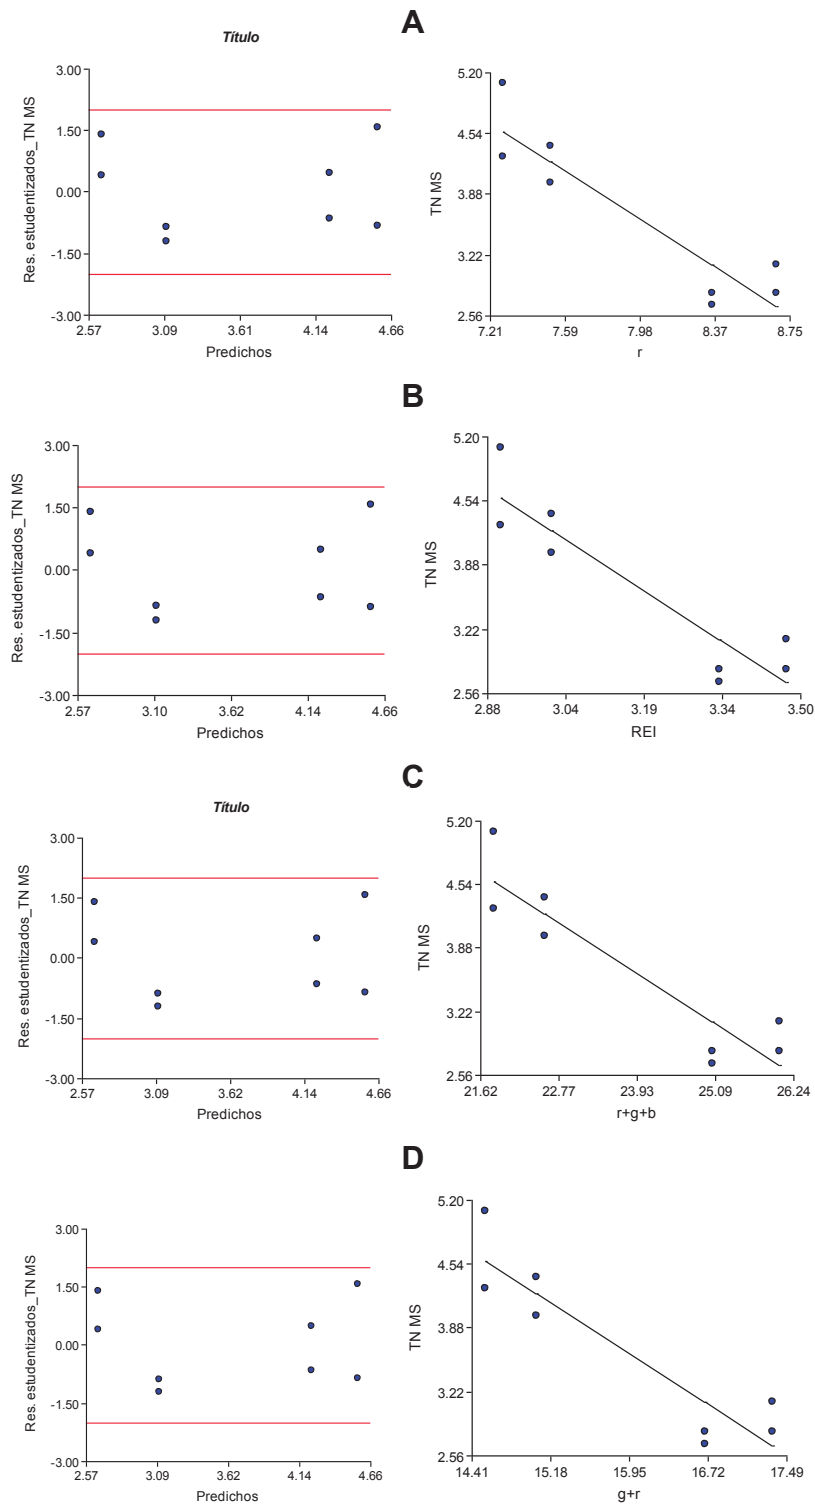 A
Título
3.00
1.50
0.00
-1.50
-3.00
Res. estudentizados_TN MS
2.57 3.09 3.61 4.14 4.66
Predichos
5.20
4.54
3.88
3.22
2.56
TN MS
7.21 7.59 7.98 8.37 8.75
r
B
3.00
1.50
0.00
-1.50
-3.00
Res. estudentizados_TN MS
2.57 3.10 3.62 4.14 4.66
Predichos
5.20
4.54
3.88
3.22
2.56
TN MS
2.88 3.04 3.19 3.34 3.50
REI
C
Título
3.00
1.50
0.00
-1.50
-3.00
Res. estudentizados_TN MS
2.57 3.09 3.62 4.14 4.66
Predichos
5.20
4.54
3.88
3.22
2.56
TN MS
21.62 22.77 23.93 25.09 26.24
r+g+b
D
3.00
1.50
0.00
-1.50
-3.00
Res. estudentizados_TN MS
2.57 3.09 3.62 4.14 4.66
Predichos
5.20
4.54
3.88
3.22
2.56
TN MS
14.41 15.18 15.95 16.72 17.49
g+r